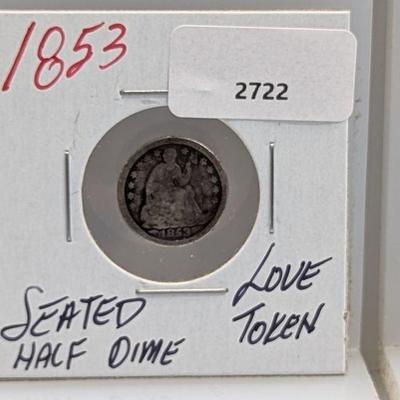 1853
2722
1853
SEATED
HALF DIME
LOVE
TOKEN